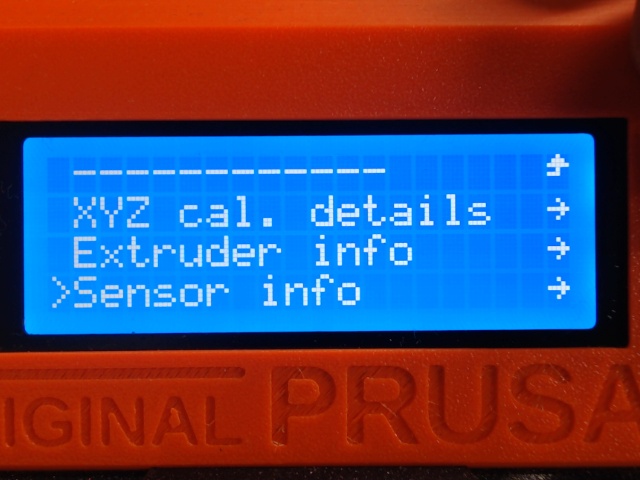 ------------
XYZ cal. details →
Extruder info →
>Sensor info →
IGINAL PRUSA